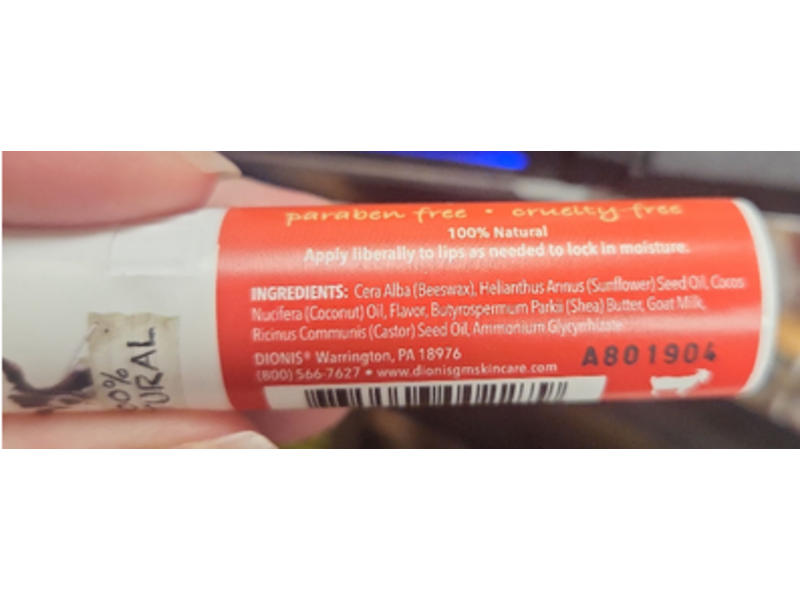 paraben free • cruelty free
100% Natural
Apply liberally to lips as needed to lock in moisture.
INGREDIENTS: Cera Alba (Beeswax), Helianthus Annus (Sunflower) Seed Oil, Cocos
Nucifera (Coconut) Oil, Flavor, Butyrospermum Parkii (Shea) Butter, Goat Milk,
Ricinus Communis (Castor) Seed Oil, Ammonium Glycyrrhizate
DIONIS® Warrington, PA 18976
(800) 566-7627 • www.dionisgmskincare.com
A801904
00%
URAL